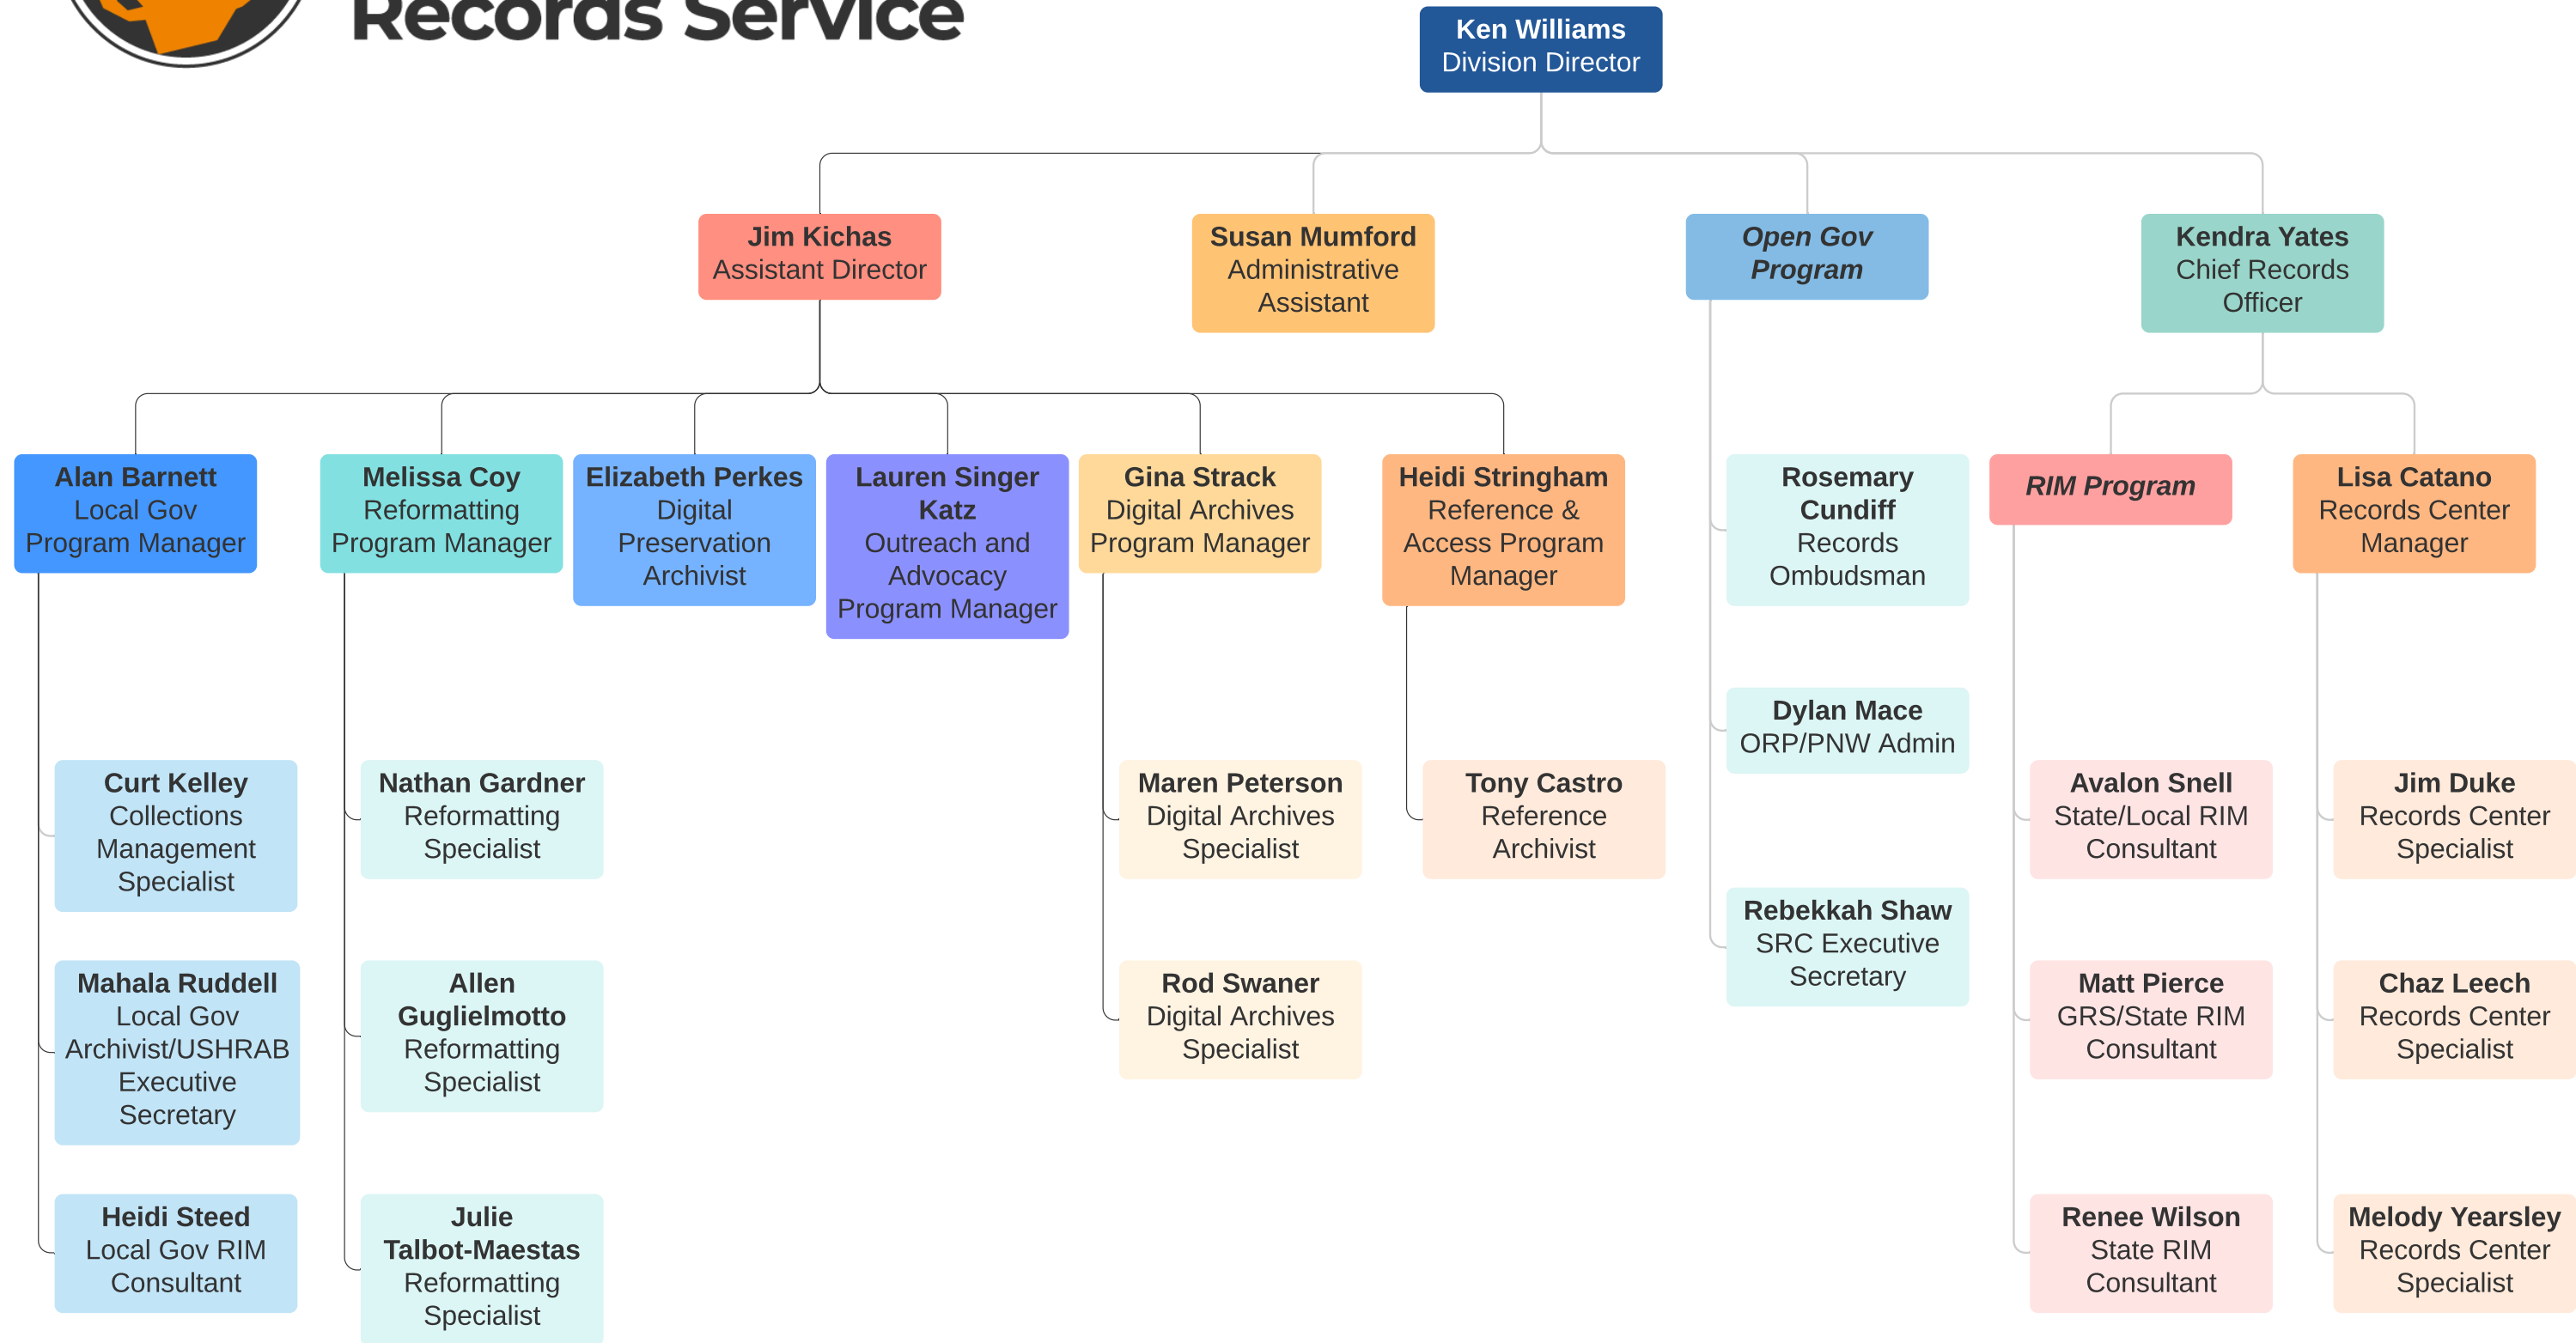 Records Service
Ken Williams
Division Director
Jim Kichas
Assistant Director
Susan Mumford
Administrative
Assistant
Open Gov
Program
Kendra Yates
Chief Records
Officer
Alan Barnett
Local Gov
Program Manager
Melissa Coy
Reformatting
Program Manager
Elizabeth Perkes
Digital
Preservation
Archivist
Lauren Singer
Katz
Outreach and
Advocacy
Program Manager
Gina Strack
Digital Archives
Program Manager
Heidi Stringham
Reference &
Access Program
Manager
Rosemary
Cundiff
Records
Ombudsman
RIM Program
Lisa Catano
Records Center
Manager
Dylan Mace
ORP/PNW Admin
Curt Kelley
Collections
Management
Specialist
Nathan Gardner
Reformatting
Specialist
Maren Peterson
Digital Archives
Specialist
Tony Castro
Reference
Archivist
Avalon Snell
State/Local RIM
Consultant
Jim Duke
Records Center
Specialist
Rebekkah Shaw
SRC Executive
Secretary
Mahala Ruddell
Local Gov
Archivist/USHRAB
Executive
Secretary
Allen
Guglielmotto
Reformatting
Specialist
Rod Swaner
Digital Archives
Specialist
Matt Pierce
GRS/State RIM
Consultant
Chaz Leech
Records Center
Specialist
Heidi Steed
Local Gov RIM
Consultant
Julie
Talbot-Maestas
Reformatting
Specialist
Renee Wilson
State RIM
Consultant
Melody Yearsley
Records Center
Specialist